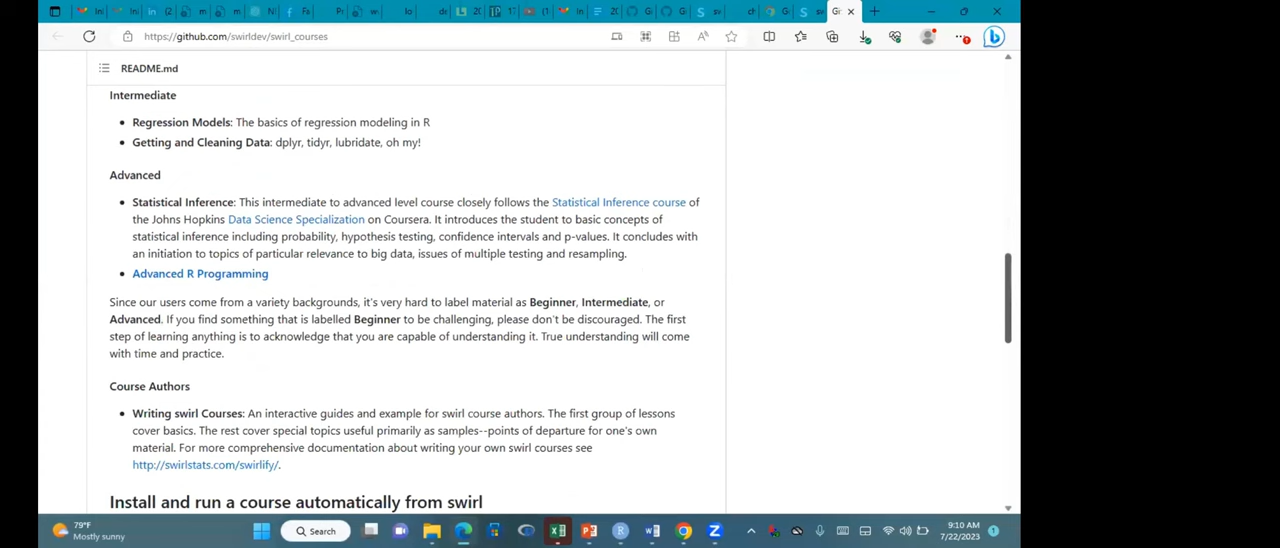 https://github.com/swirldev/swirl_courses
README.md
Intermediate
• Regression Models: The basics of regression modeling in R
• Getting and Cleaning Data: dplyr, tidyr, lubridate, oh my!
Advanced
• Statistical Inference: This intermediate to advanced level course closely follows the Statistical Inference course of
the Johns Hopkins Data Science Specialization on Coursera. It introduces the student to basic concepts of
statistical inference including probability, hypothesis testing, confidence intervals and p-values. It concludes with
an initiation to topics of particular relevance to big data, issues of multiple testing and resampling.
• Advanced R Programming
Since our users come from a variety backgrounds, it's very hard to label material as Beginner, Intermediate, or
Advanced. If you find something that is labelled Beginner to be challenging, please don't be discouraged. The first
step of learning anything is to acknowledge that you are capable of understanding it. True understanding will come
with time and practice.
Course Authors
• Writing swirl Courses: An interactive guides and example for swirl course authors. The first group of lessons
cover basics. The rest cover special topics useful primarily as samples--points of departure for one's own
material. For more comprehensive documentation about writing your own swirl courses see
http://swirlstats.com/swirlify/.
Install and run a course automatically from swirl
79°F
Mostly sunny
Search
9:10 AM
7/22/2023